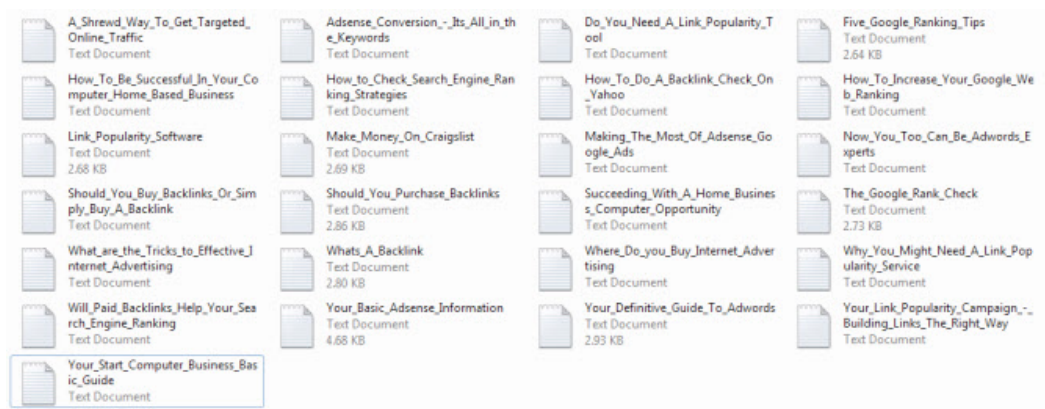 A_Shrewd_Way_To_Get_Targeted_
Online_Traffic
Text Document
Adsense_Conversion_-_Its_All_in_th
e_Keywords
Text Document
Do_You_Need_A_Link_Popularity_T
ool
Text Document
Five_Google_Ranking_Tips
Text Document
2.64 KB
How_To_Be_Successful_In_Your_Co
mputer_Home_Based_Business
Text Document
How_to_Check_Search_Engine_Ran
king_Strategies
Text Document
How_To_Do_A_Backlink_Check_On
_Yahoo
Text Document
How_To_Increase_Your_Google_We
b_Ranking
Text Document
Link_Popularity_Software
Text Document
2.68 KB
Make_Money_On_Craigslist
Text Document
2.69 KB
Making_The_Most_Of_Adsense_Go
ogle_Ads
Text Document
Now_You_Too_Can_Be_Adwords_E
xperts
Text Document
Should_You_Buy_Backlinks_Or_Sim
ply_Buy_A_Backlink
Text Document
Should_You_Purchase_Backlinks
Text Document
2.86 KB
Succeeding_With_A_Home_Busines
s_Computer_Opportunity
Text Document
The_Google_Rank_Check
Text Document
2.73 KB
What_are_the_Tricks_to_Effective_I
nternet_Advertising
Text Document
Whats_A_Backlink
Text Document
2.80 KB
Where_Do_you_Buy_Internet_Adver
tising
Text Document
Why_You_Might_Need_A_Link_Pop
ularity_Service
Text Document
Will_Paid_Backlinks_Help_Your_Sea
rch_Engine_Ranking
Text Document
Your_Basic_Adsense_Information
Text Document
4.68 KB
Your_Definitive_Guide_To_Adwords
Text Document
2.93 KB
Your_Link_Popularity_Campaign_-_
Building_Links_The_Right_Way
Text Document
Your_Start_Computer_Business_Bas
ic_Guide
Text Document